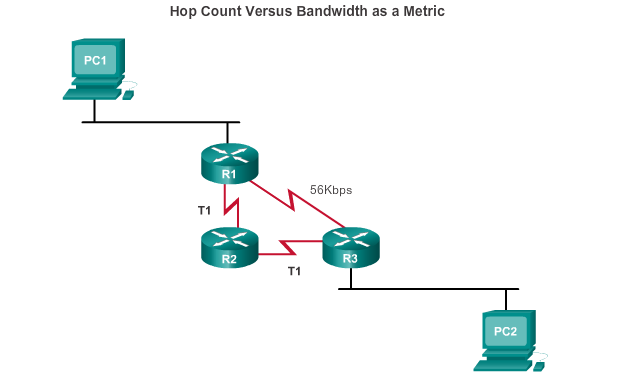 Hop Count Versus Bandwidth as a Metric
PC1
R1
56Kbps
T1
R2
R3
T1
PC2